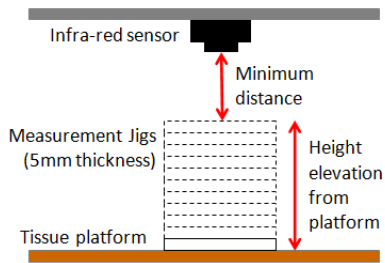 Infra-red sensor
Minimum
distance
Measurement Jigs
(5mm thickness)
Height
elevation
from
platform
Tissue platform